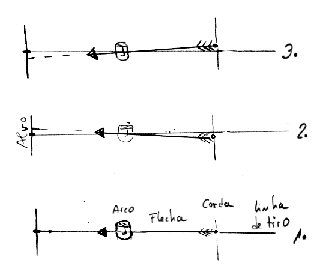 3.
2.
Alvo
Arco
Flecha
Corda
linha
de tiro
1.